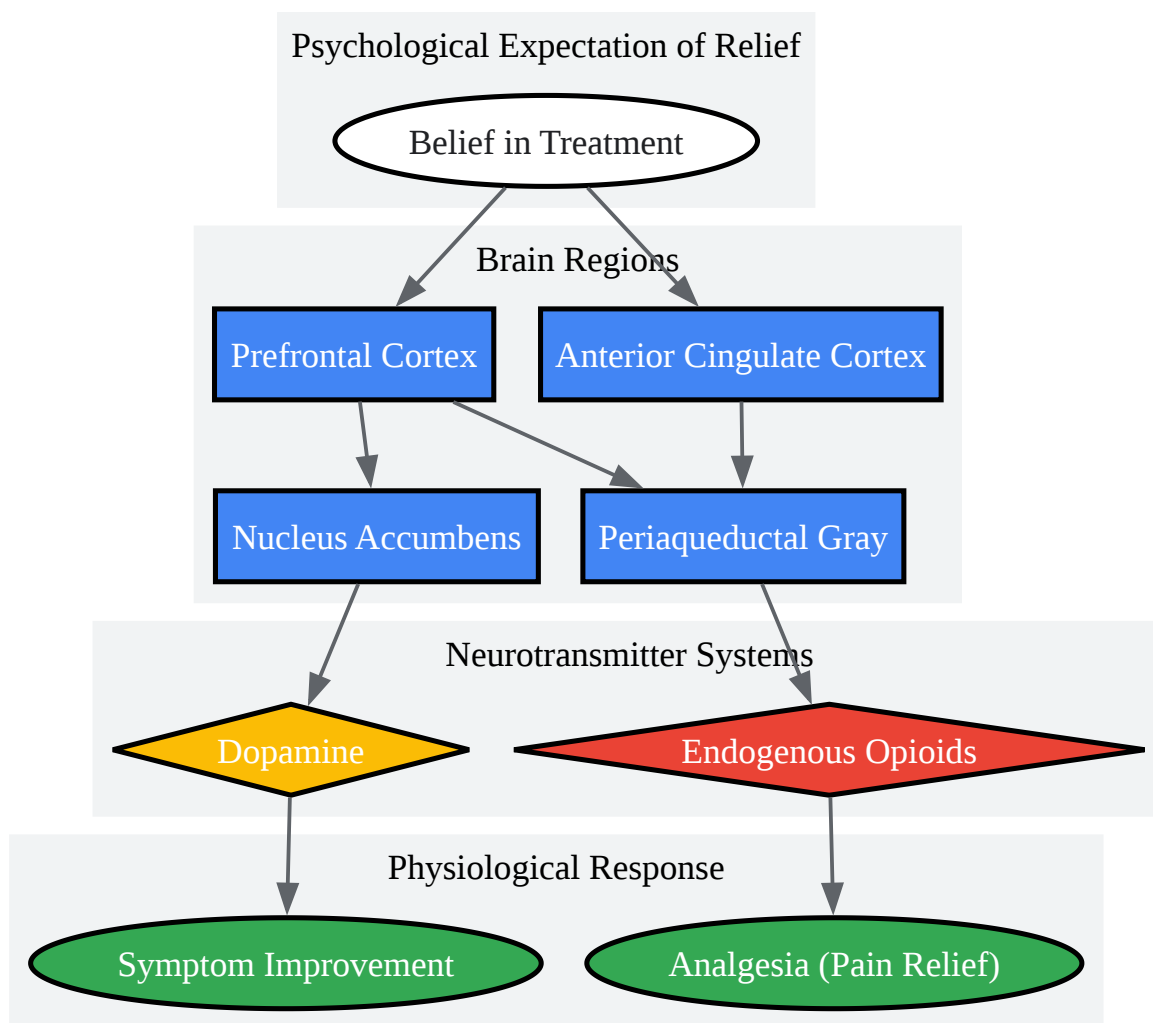 Psychological Expectation of Relief
Belief in Treatment
Brain Regions
Prefrontal Cortex
Anterior Cingulate Cortex
Nucleus Accumbens
Periaqueductal Gray
Neurotransmitter Systems
Dopamine
Endogenous Opioids
Physiological Response
Symptom Improvement
Analgesia (Pain Relief)